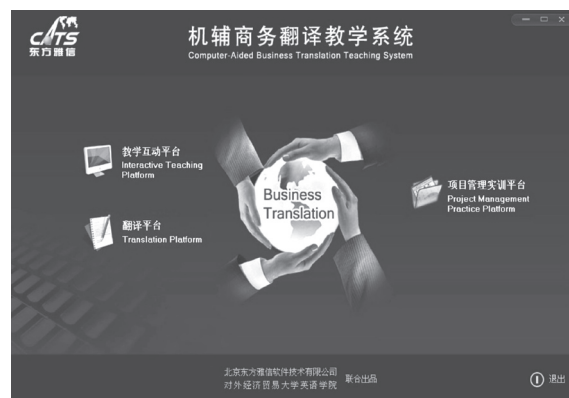 CATS
东方雅信
机辅商务翻译教学系统
Computer-Aided Business Translation Teaching System
教学互动平台
Interactive Teaching
Platform
翻译平台
Translation Platform
Business
Translation
项目管理实训平台
Project Management
Practice Platform
北京东方雅信软件技术有限公司
对外经济贸易大学英语学院
联合出品
退出